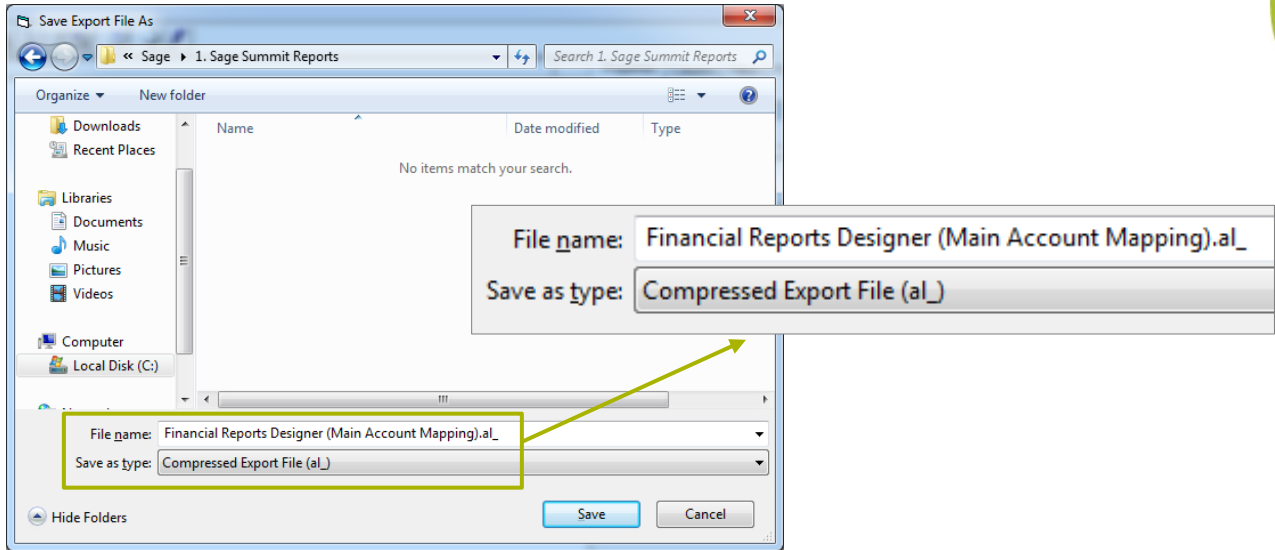 Save Export File As
« Sage ▸ 1. Sage Summit Reports
Search 1. Sage Summit Reports
Organize
New folder
Downloads
Recent Places
Libraries
Documents
Music
Pictures
Videos
Computer
Local Disk (C:)
Name
Date modified
Type
No items match your search.
File name: Financial Reports Designer (Main Account Mapping).al_
Save as type: Compressed Export File (al_)
File name: Financial Reports Designer (Main Account Mapping).al_
Save as type: Compressed Export File (al_)
Hide Folders
Save
Cancel